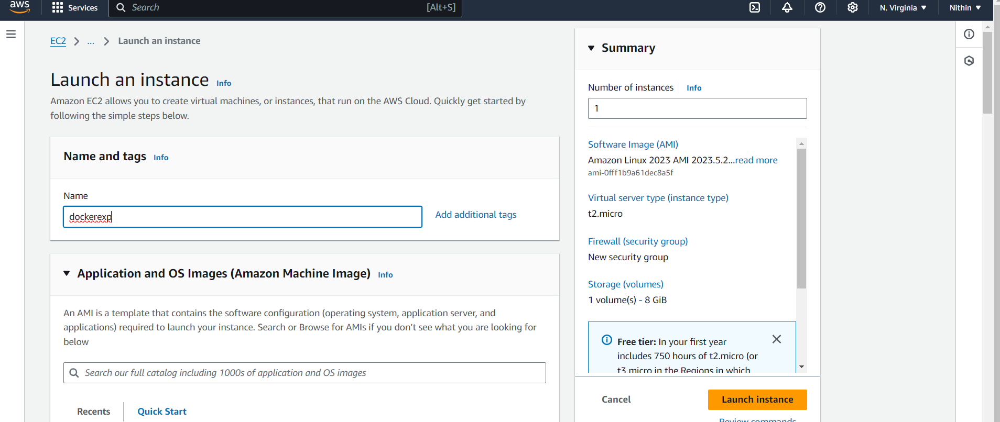 aws
Services
Search
[Alt+S]
N. Virginia
Nithin
EC2
...
Launch an instance
Launch an instance Info
Amazon EC2 allows you to create virtual machines, or instances, that run on the AWS Cloud. Quickly get started by
following the simple steps below.
Name and tags Info
Name
dockerexp
Add additional tags
Application and OS Images (Amazon Machine Image) Info
An AMI is a template that contains the software configuration (operating system, application server, and
applications) required to launch your instance. Search or Browse for AMIs if you don’t see what you are looking for
below
Search our full catalog including 1000s of application and OS images
Recents
Quick Start
Summary
Number of instances Info
1
Software Image (AMI)
Amazon Linux 2023 AMI 2023.5.2...read more
ami-0fff1b9a61dec8a5f
Virtual server type (instance type)
t2.micro
Firewall (security group)
New security group
Storage (volumes)
1 volume(s) - 8 GiB
Free tier: In your first year
includes 750 hours of t2.micro (or
t3.micro in the Regions in which
Cancel
Launch instance
Review commands